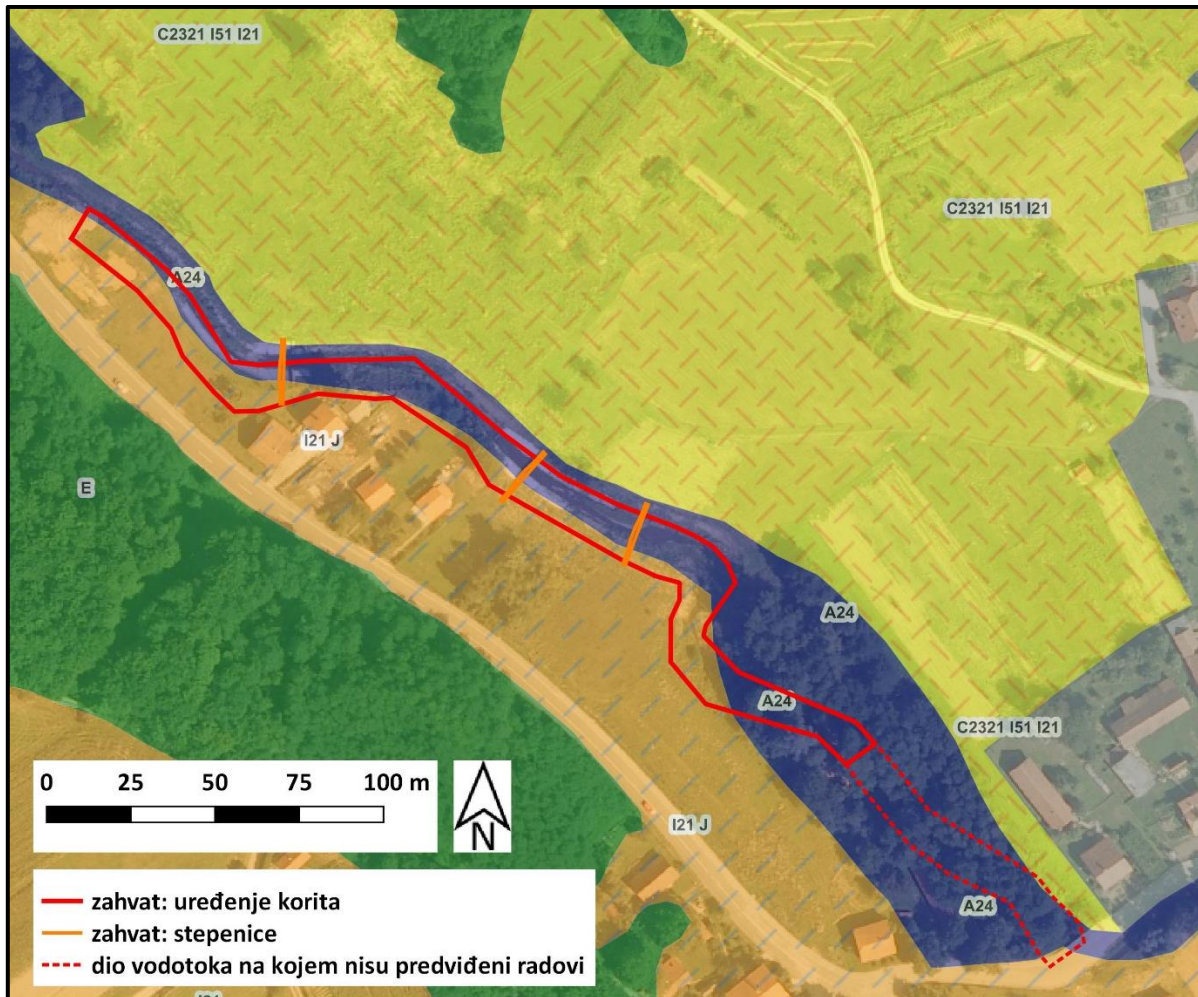 C2321 I51 I21
C2321 I51 I21
A24
I21 J
E
A24
A24
C2321 I51 I21
I21 J
A24
0 25 50 75 100 m
N
zahvat: uređenje korita
zahvat: stepenice
dio vodotoka na kojem nisu predviđeni radovi